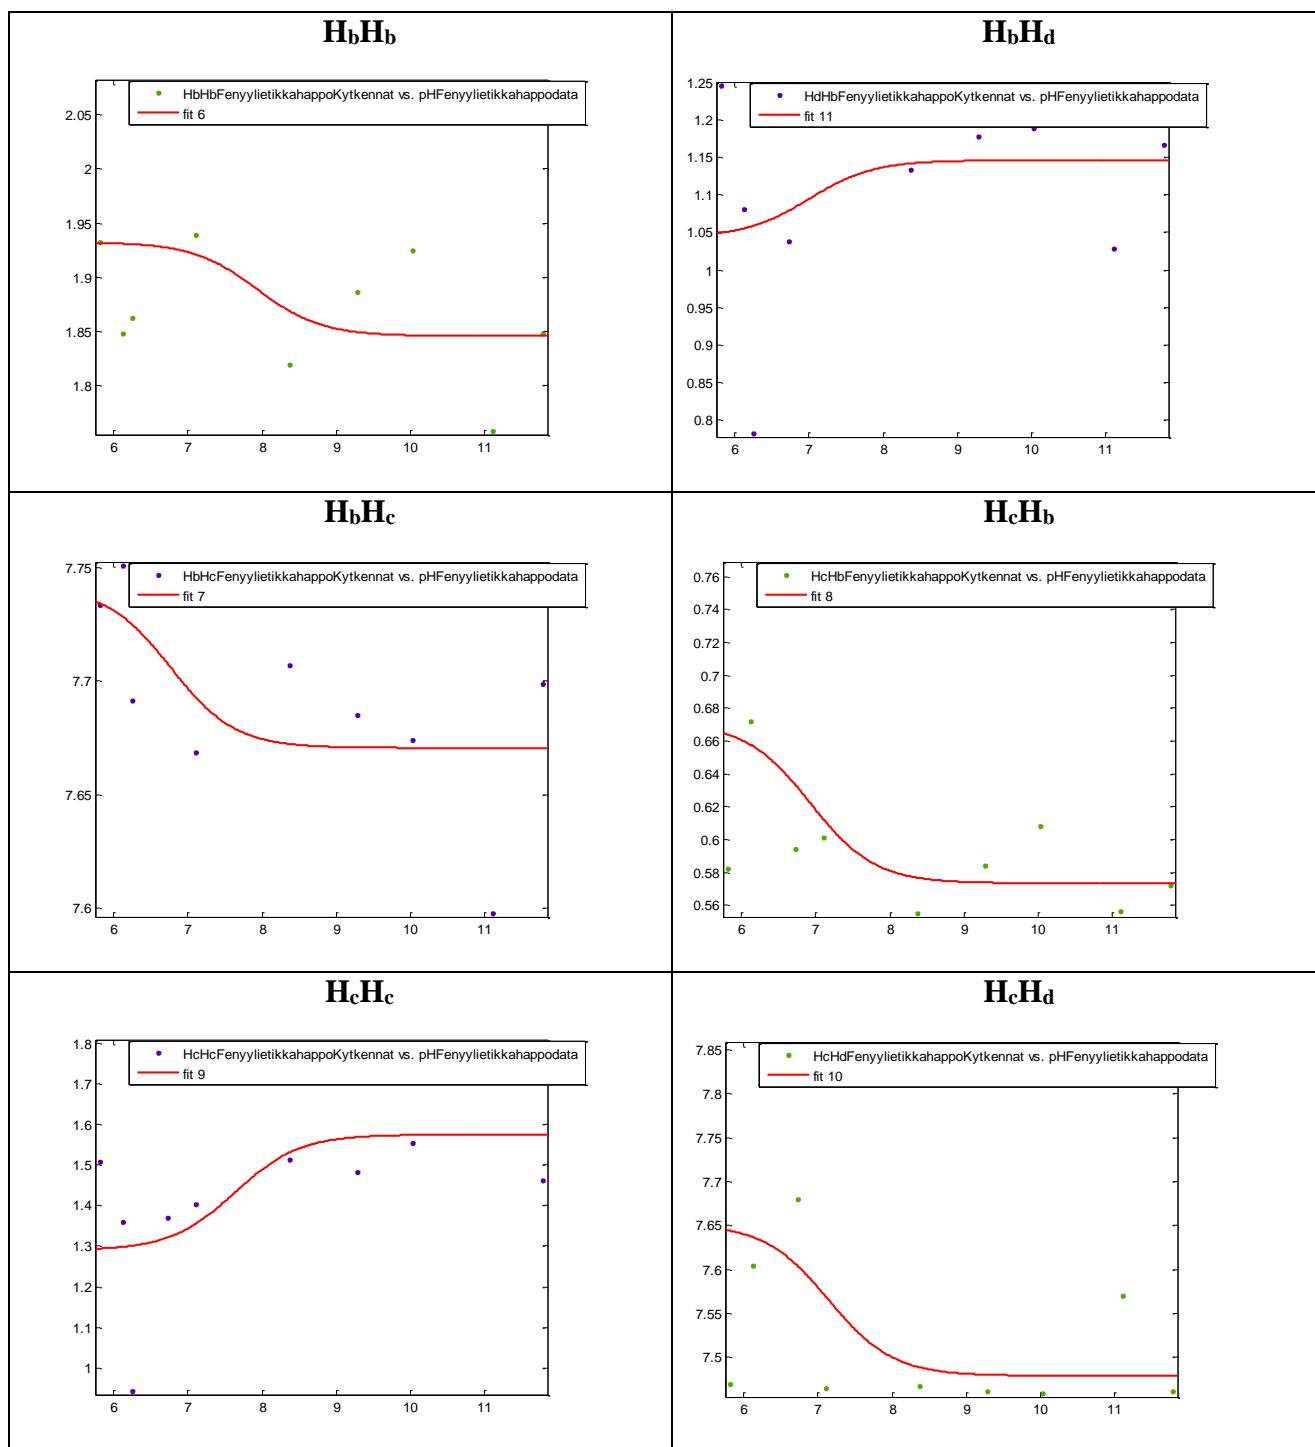 HbHb
HbHd
HbHbFenyylietikkahappoKytkennat vs. pHFenyylietikkahappodata
fit 6
2.05
2
1.95
1.9
1.85
1.8
6 7 8 9 10 11
HdHbFenyylietikkahappoKytkennat vs. pHFenyylietikkahappodata
fit 11
1.25
1.2
1.15
1.1
1.05
1
0.95
0.9
0.85
0.8
6 7 8 9 10 11
HbHc
HcHb
HbHcFenyylietikkahappoKytkennat vs. pHFenyylietikkahappodata
fit 7
7.75
7.7
7.65
7.6
6 7 8 9 10 11
HcHbFenyylietikkahappoKytkennat vs. pHFenyylietikkahappodata
fit 8
0.76
0.74
0.72
0.7
0.68
0.66
0.64
0.62
0.6
0.58
0.56
6 7 8 9 10 11
HcHc
HcHd
HcHcFenyylietikkahappoKytkennat vs. pHFenyylietikkahappodata
fit 9
1.8
1.7
1.6
1.5
1.4
1.3
1.2
1.1
1
6 7 8 9 10 11
HcHdFenyylietikkahappoKytkennat vs. pHFenyylietikkahappodata
fit 10
7.85
7.8
7.75
7.7
7.65
7.6
7.55
7.5
6 7 8 9 10 11